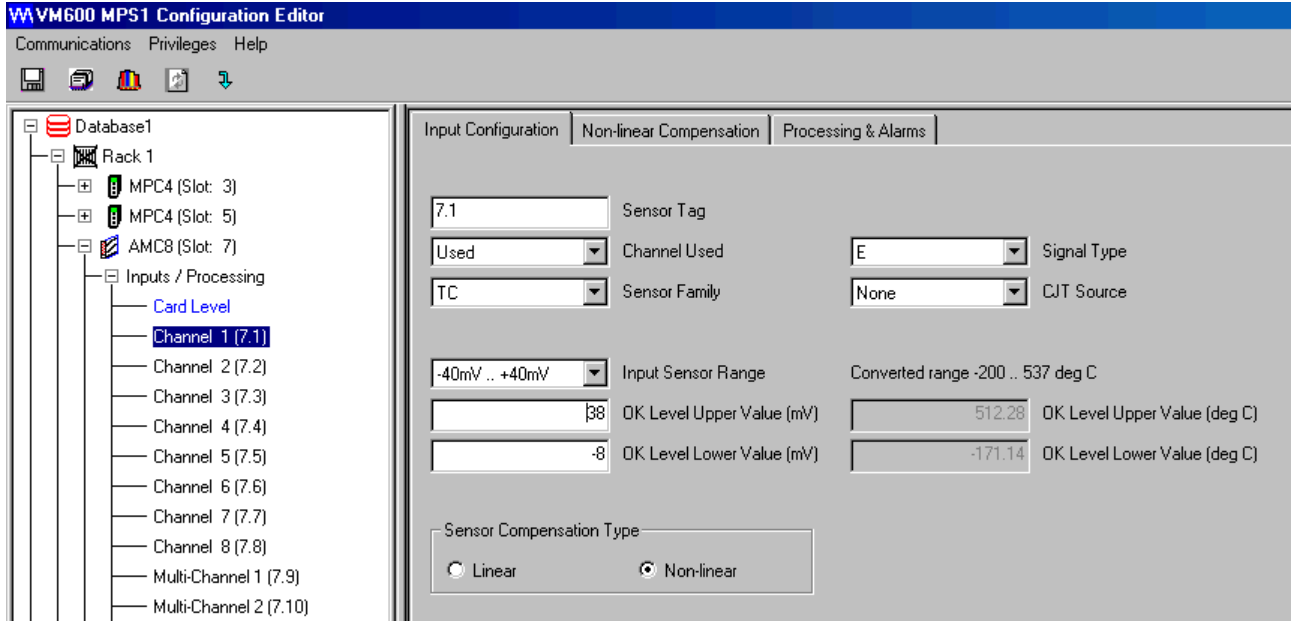 VM600 MPS1 Configuration Editor
Communications Privileges Help
Database1
Rack 1
MPC4 (Slot: 3)
MPC4 (Slot: 5)
AMC8 (Slot: 7)
Inputs / Processing
Card Level
Channel 1 (7.1)
Channel 2 (7.2)
Channel 3 (7.3)
Channel 4 (7.4)
Channel 5 (7.5)
Channel 6 (7.6)
Channel 7 (7.7)
Channel 8 (7.8)
Multi-Channel 1 (7.9)
Multi-Channel 2 (7.10)
Input Configuration Non-linear Compensation Processing & Alarms
7.1 Sensor Tag
Used Channel Used E Signal Type
TC Sensor Family None CJT Source
-40mV .. +40mV Input Sensor Range Converted range -200 .. 537 deg C
38 OK Level Upper Value (mV) 512.28 OK Level Upper Value (deg C)
-8 OK Level Lower Value (mV) -171.14 OK Level Lower Value (deg C)
Sensor Compensation Type
Linear Non-linear